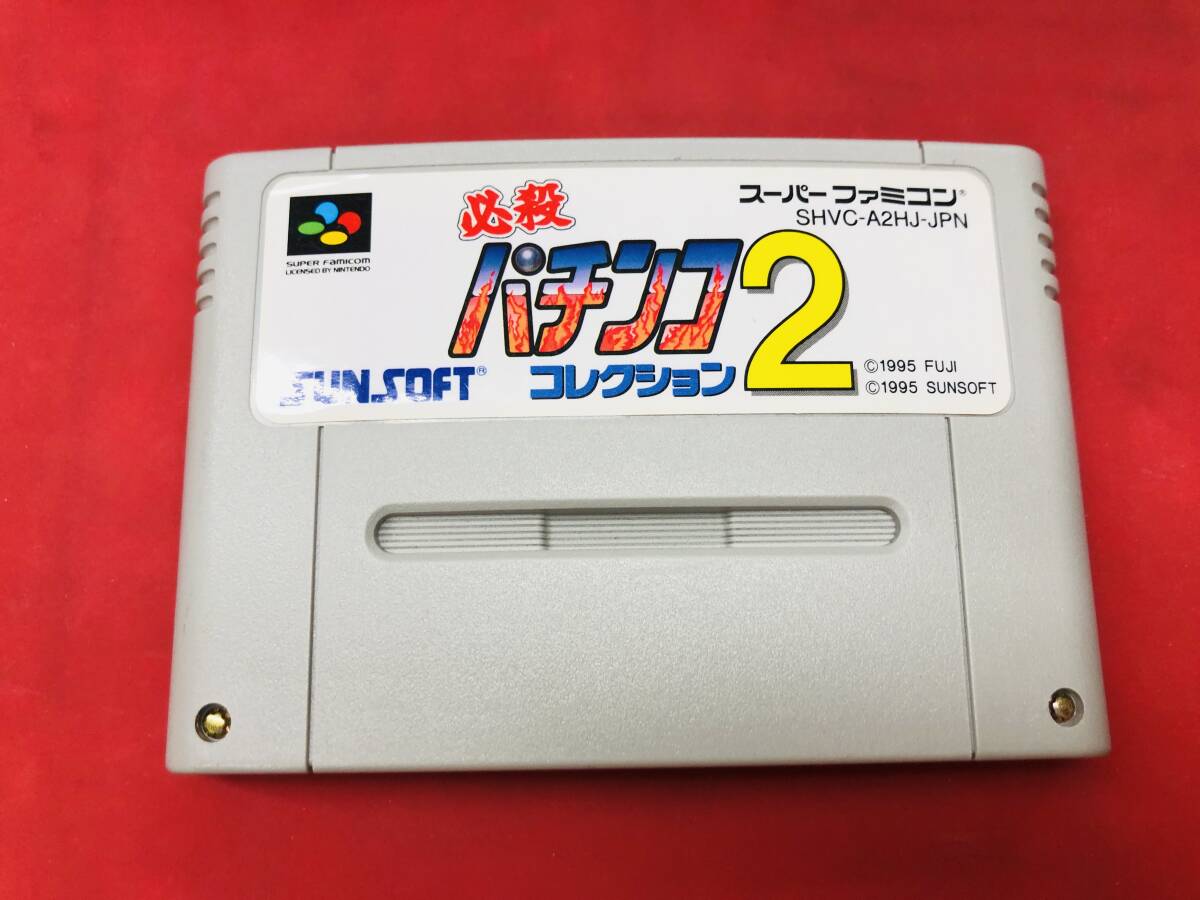 スーパーファミコン®
SHVC-A2HJ-JPN
SUPER FAMICOM
LICENSED BY NINTENDO
必殺
パチンコ
コレクション2
SUNSOFT®
©1995 FUJI
©1995 SUNSOFT